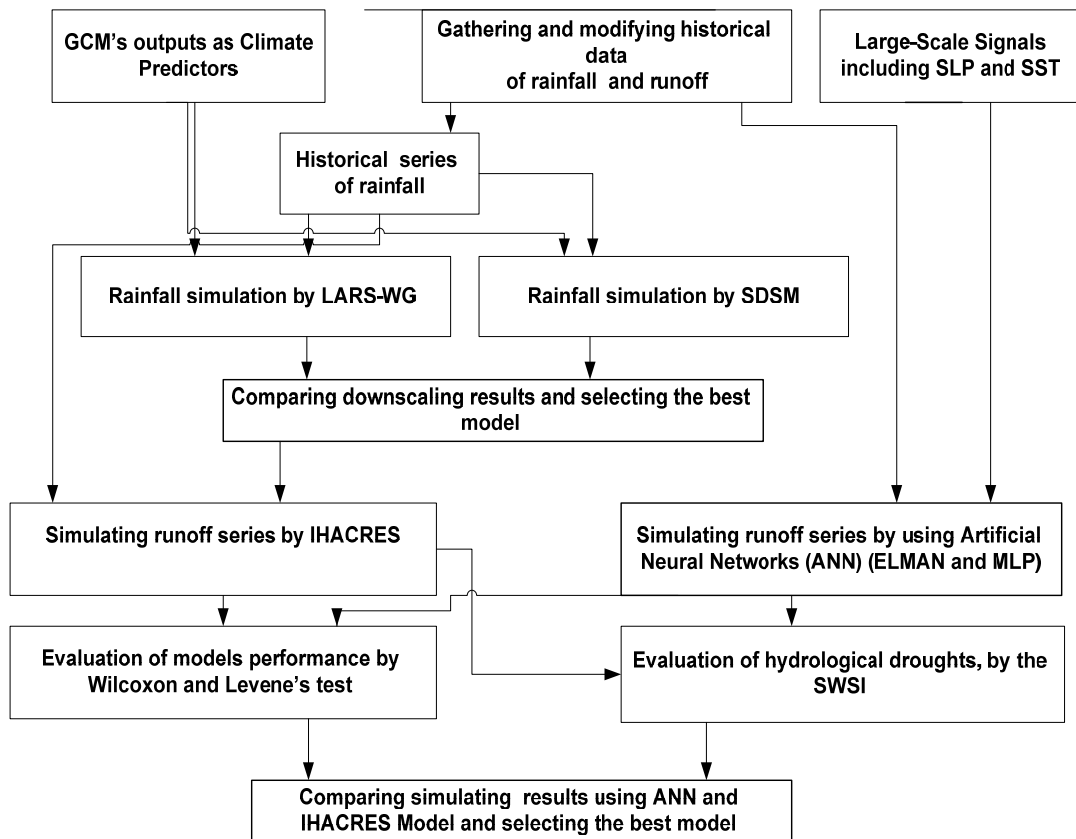 GCM's outputs as Climate
Predictors
Gathering and modifying historical
data
of rainfall and runoff
Large-Scale Signals
including SLP and SST
Historical series
of rainfall
Rainfall simulation by LARS-WG
Rainfall simulation by SDSM
Comparing downscaling results and selecting the best
model
Simulating runoff series by IHACRES
Simulating runoff series by using Artificial
Neural Networks (ANN) (ELMAN and MLP)
Evaluation of models performance by
Wilcoxon and Levene's test
Evaluation of hydrological droughts, by the
SWSI
Comparing simulating results using ANN and
IHACRES Model and selecting the best model